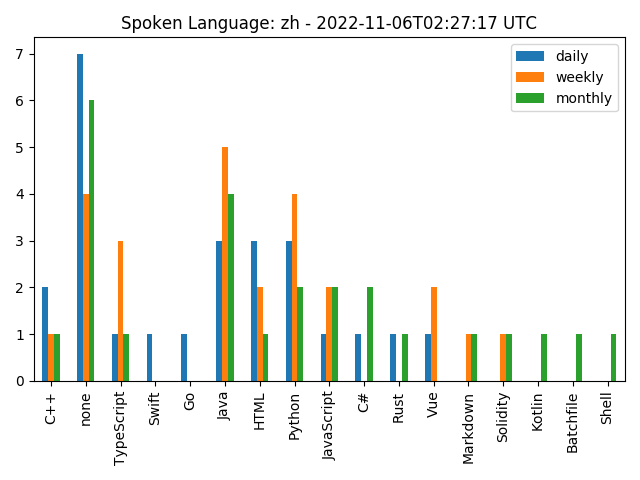 Spoken Language: zh - 2022-11-06T02:27:17 UTC
daily
weekly
monthly
7
6
5
4
3
2
1
0
C++
none
TypeScript
Swift
Go
Java
HTML
Python
JavaScript
C#
Rust
Vue
Markdown
Solidity
Kotlin
Batchfile
Shell